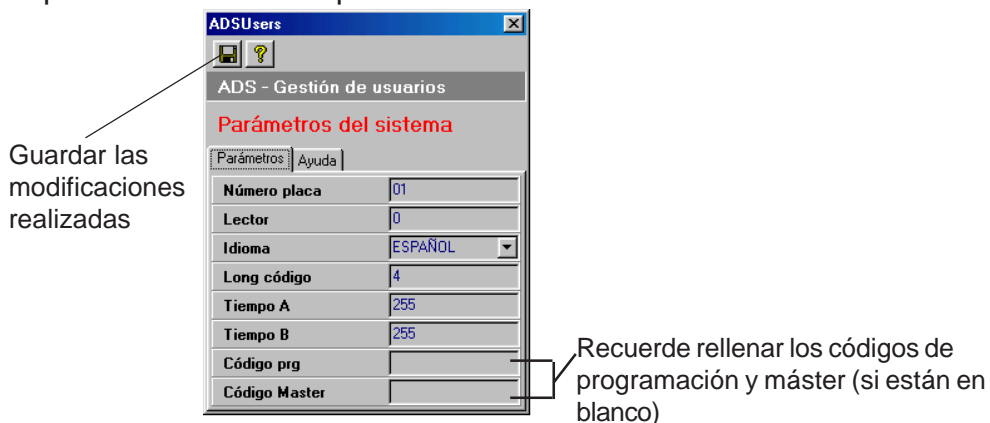 ADSUsers
ADS - Gestión de usuarios
Parámetros del sistema
Parámetros Ayuda
Número placa 01
Lector 0
Idioma ESPAÑOL
Long código 4
Tiempo A 255
Tiempo B 255
Código prg
Código Master
Guardar las
modificaciones
realizadas
Recuerde rellenar los códigos de
programación y máster (si están en
blanco)